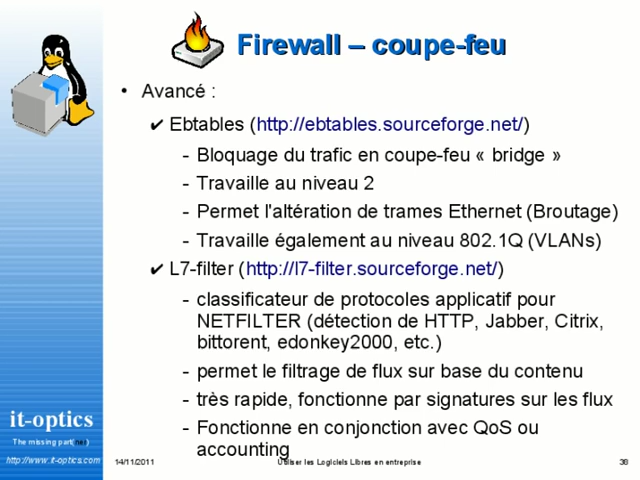 Firewall – coupe-feu
• Avancé :
✔ Ebtables (http://ebtables.sourceforge.net/)
- Bloquage du trafic en coupe-feu « bridge »
- Travaille au niveau 2
- Permet l'altération de trames Ethernet (Broutage)
- Travaille également au niveau 802.1Q (VLANs)
✔ L7-filter (http://l7-filter.sourceforge.net/)
- classificateur de protocoles applicatif pour
NETFILTER (détection de HTTP, Jabber, Citrix,
bittorent, edonkey2000, etc.)
- permet le filtrage de flux sur base du contenu
- très rapide, fonctionne par signatures sur les flux
- Fonctionne en conjonction avec QoS ou
accounting
it-optics
The missing part(ner)
http://www.it-optics.com
14/11/2011
Utiliser les Logiciels Libres en entreprise
38